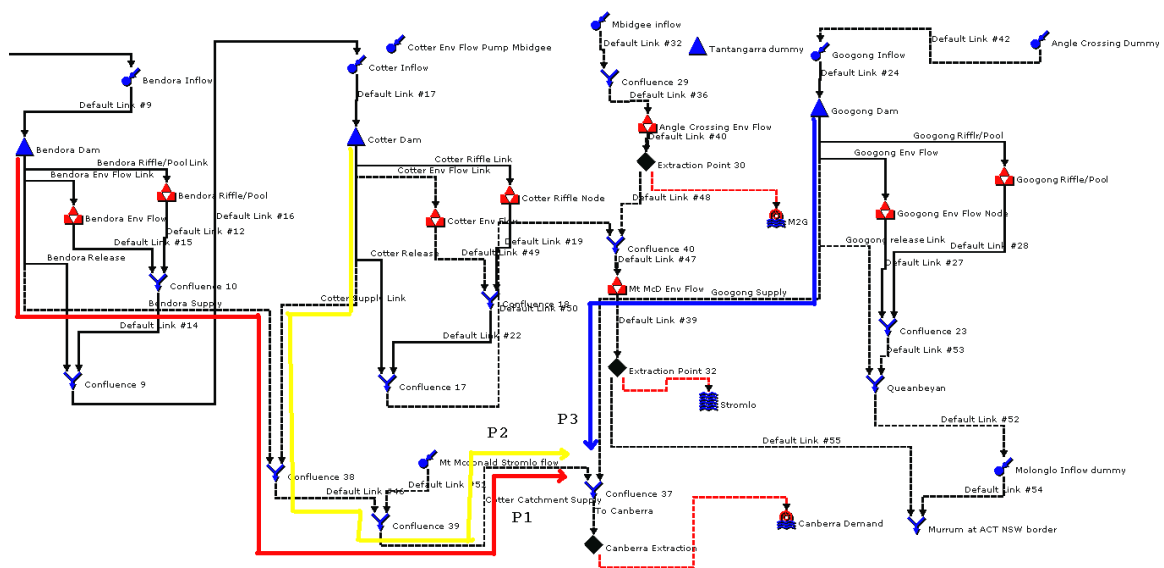 Mbidgee inflow
Default Link #32
Default Link #42
Cotter Env Flow Pump Mbidgee
Tantangarra dummy
Angle Crossing Dummy
Googong Inflow
Cotter Inflow
Default Link #24
Bendora Inflow
Confluence 29
Default Link #9
Default Link #17
Default Link #36
Googong Dam
Angle Crossing Env Flow
Default Link #40
Cotter Dam
Bendora Dam
Googong Rifflr/Pool
Googong Env Flow
Bendora Riffle/Pool Link
Bendora Env Flow Link
Cotter Riffle Link
Cotter Env Flow Link
Extraction Point 30
Googong Riffle/Pool
Bendora Riffle/Pool
Cotter Riffle Node
Default Link #48
Bendora Env Flow
Default Link #16
Cotter Env Flow
M2G
Googong Env Flow Node
Default Link #12
Default Link #15
Default Link #19
Default Link #49
Confluence 40
Googong release Link
Default Link #28
Bendora Release
Cotter Release
Default Link #47
Default Link #27
Confluence 10
Mt McD Env Flow
Googong Supply
Bendora Supply
Cotter Supply Link
Confluence 18
Default Link #50
Default Link #14
Default Link #22
Default Link #39
Confluence 23
Default Link #53
Confluence 9
Confluence 17
Extraction Point 32
Queanbeyan
Stromlo
P3
P2
Default Link #52
Default Link #55
Mt Mcdonald Stromlo flow
Molonglo Inflow dummy
Confluence 38
Default Link #46
Default Link #51
Cotter Catchment Supply
Confluence 37
Default Link #54
To Canberra
P1
Confluence 39
Canberra Demand
Murrum at ACT NSW border
Canberra Extraction